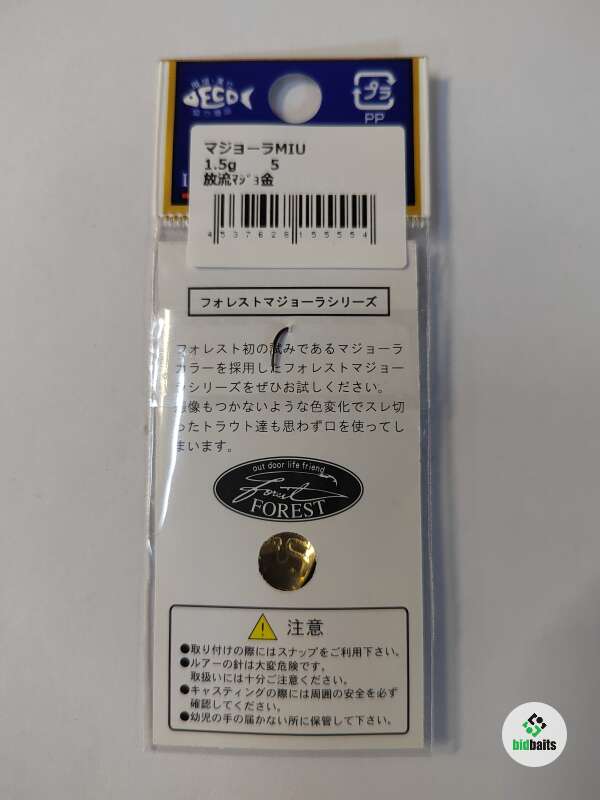 DECO
プラ
PP
マジョーラMIU
1.5g 5
放流ﾏｼﾞｮ金
4 537628 155554
フォレストマジョーラシリーズ
フォレスト初の試みであるマジョーラ
カラーを採用したフォレストマジョー
ラシリーズをぜひお試しください。
想像もつかないような色変化でスレ切
ったトラウト達も思わず口を使ってし
まいます。
out door life friend
Forest
FOREST
注意
●取り付けの際にはスナップをご利用下さい。
●ルアーの針は大変危険です。
取扱いには十分ご注意ください。
●キャスティングの際には周囲の安全を必ず
確認してください。
●幼児の手の届かない所に保管して下さい。
bidbaits